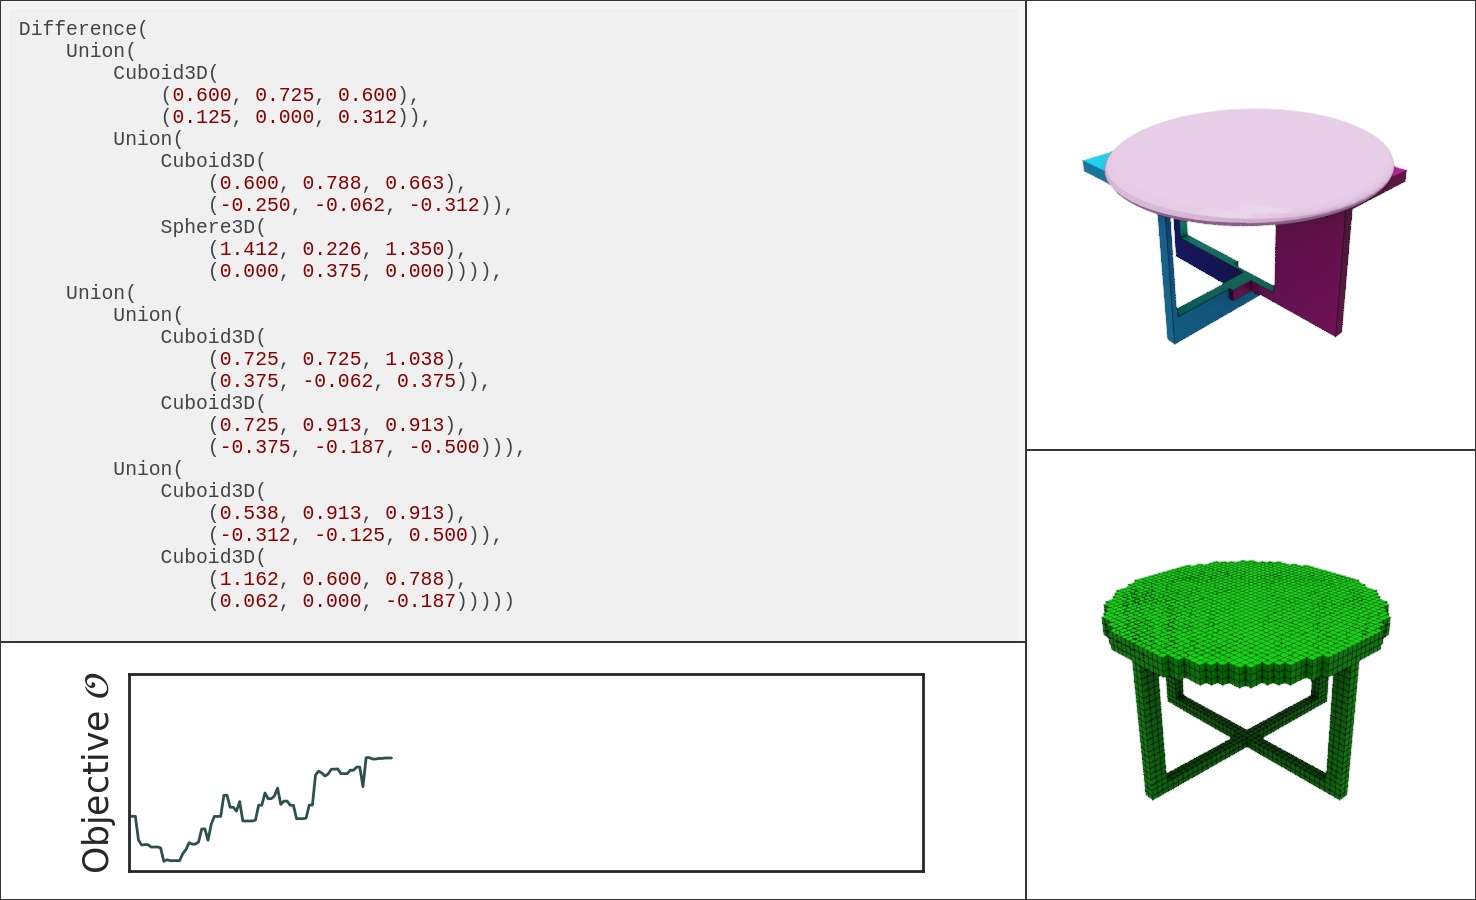 Difference(
    Union(
        Cuboid3D(
            (0.600, 0.725, 0.600),
            (0.125, 0.000, 0.312)),
        Union(
            Cuboid3D(
                (0.600, 0.788, 0.663),
                (-0.250, -0.062, -0.312)),
            Sphere3D(
                (1.412, 0.226, 1.350),
                (0.000, 0.375, 0.000)))),
    Union(
        Union(
            Cuboid3D(
                (0.725, 0.725, 1.038),
                (0.375, -0.062, 0.375)),
            Cuboid3D(
                (0.725, 0.913, 0.913),
                (-0.375, -0.187, -0.500))),
        Union(
            Cuboid3D(
                (0.538, 0.913, 0.913),
                (-0.312, -0.125, 0.500)),
            Cuboid3D(
                (1.162, 0.600, 0.788),
                (0.062, 0.000, -0.187)))))
Objective 𝒪